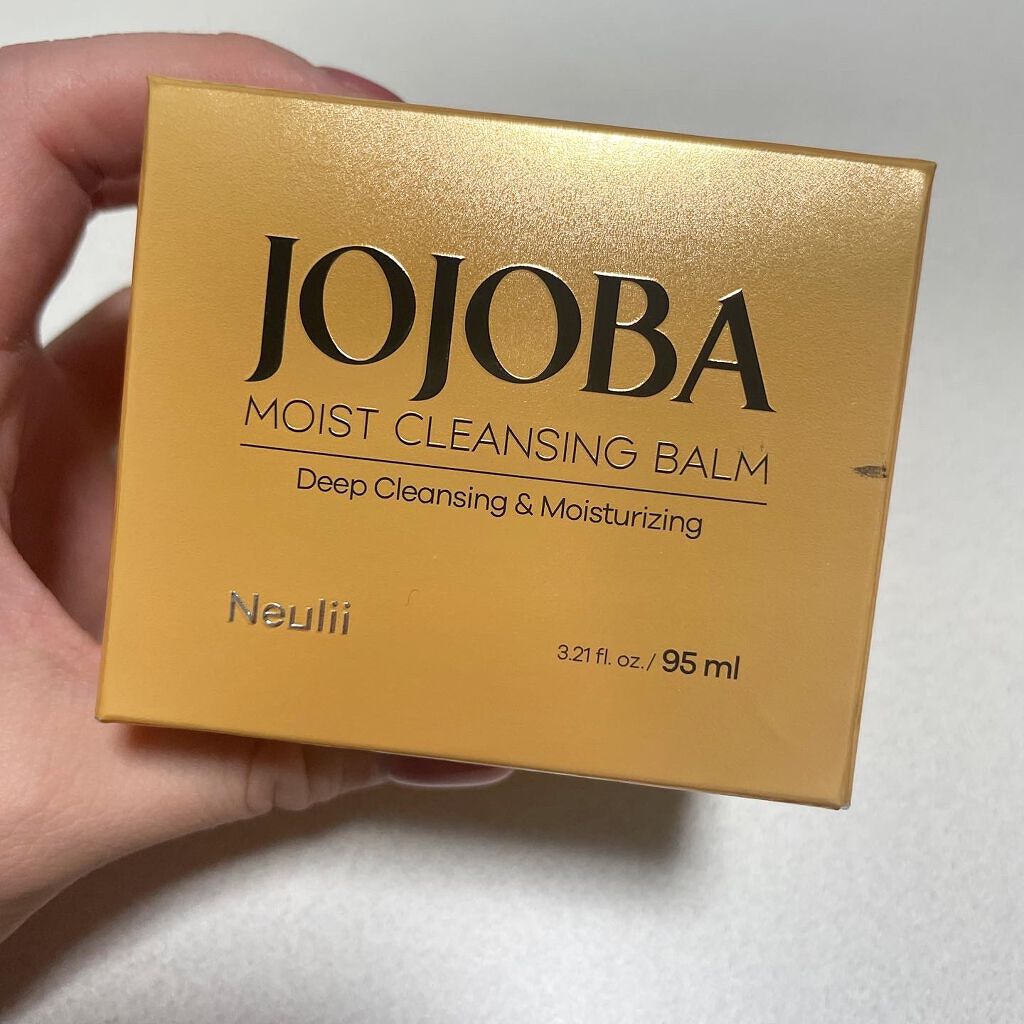 JOJOBA
MOIST CLEANSING BALM
Deep Cleansing & Moisturizing
Neulii
3.21 fl. oz./ 95 ml